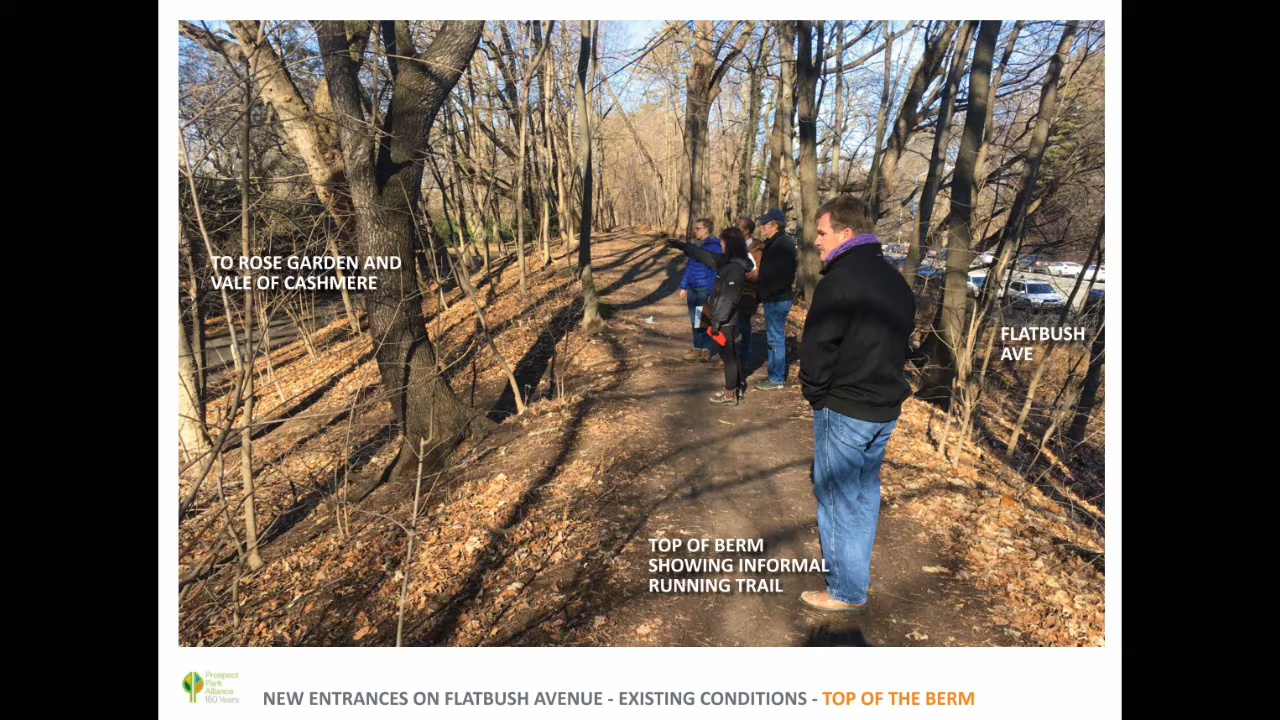 TO ROSE GARDEN AND
VALE OF CASHMERE
FLATBUSH
AVE
TOP OF BERM
SHOWING INFORMAL
RUNNING TRAIL
Prospect
Park
Alliance
150 Years
NEW ENTRANCES ON FLATBUSH AVENUE - EXISTING CONDITIONS - TOP OF THE BERM